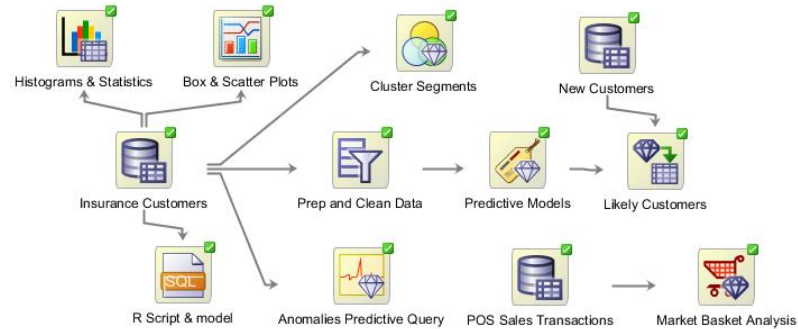 Histograms & Statistics
Box & Scatter Plots
Cluster Segments
New Customers
Insurance Customers
Prep and Clean Data
Predictive Models
Likely Customers
SQL
R Script & model
Anomalies Predictive Query
POS Sales Transactions
Market Basket Analysis